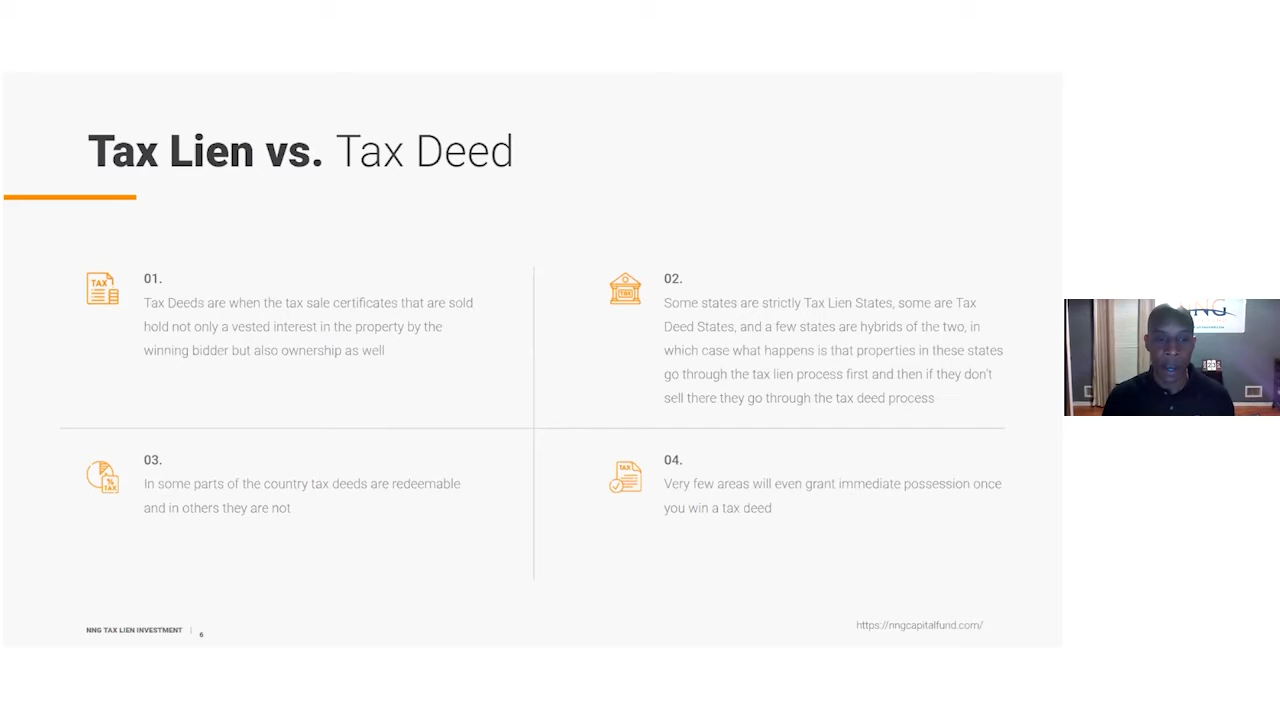 Tax Lien vs. Tax Deed
TAX
01.
Tax Deeds are when the tax sale certificates that are sold
hold not only a vested interest in the property by the
winning bidder but also ownership as well
TAX
02.
Some states are strictly Tax Lien States, some are Tax
Deed States, and a few states are hybrids of the two, in
which case what happens is that properties in these states
go through the tax lien process first and then if they don't
sell there they go through the tax deed process
%
TAX
03.
In some parts of the country tax deeds are redeemable
and in others they are not
TAX
04.
Very few areas will even grant immediate possession once
you win a tax deed
NNG TAX LIEN INVESTMENT | 6
https://nngcapitalfund.com/
NNG